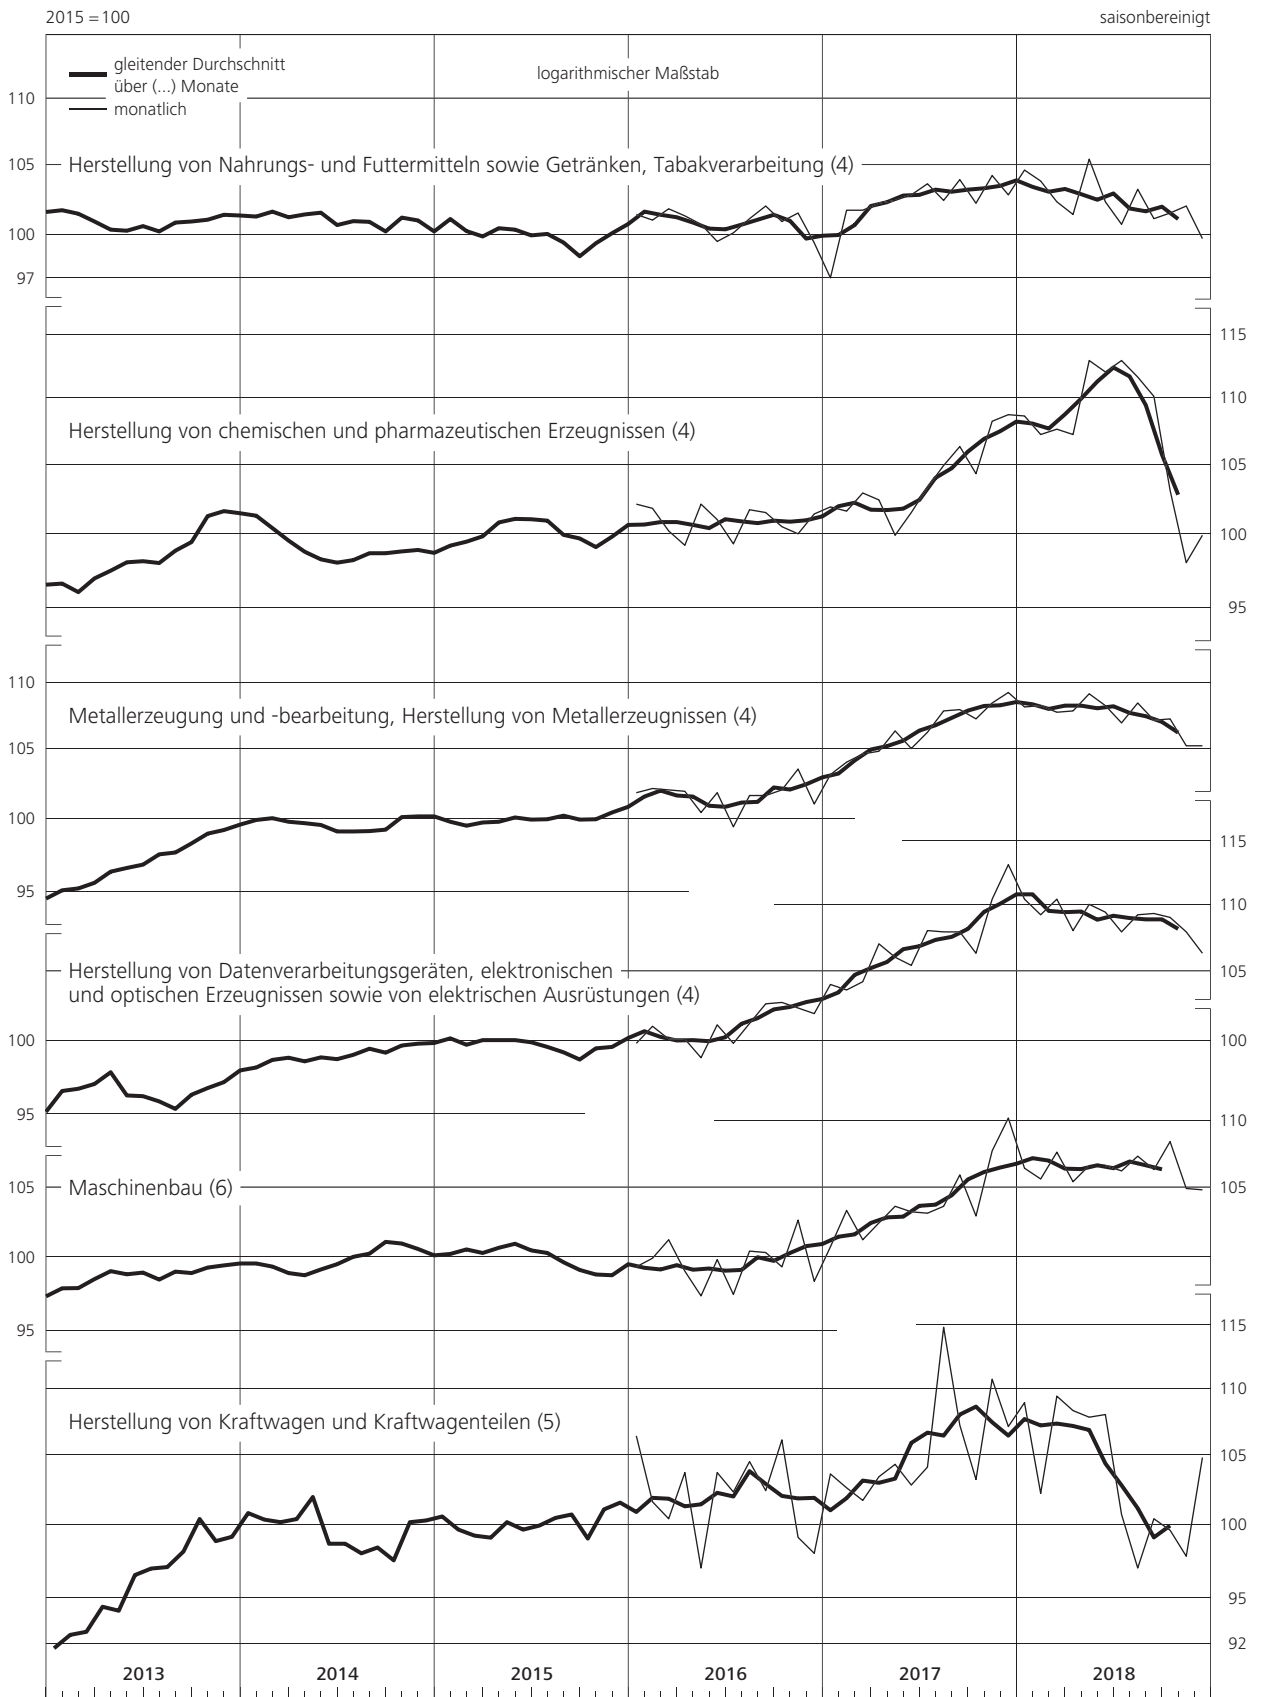 2015 = 100
saisonbereinigt
gleitender Durchschnitt
über (...) Monate
monatlich
logarithmischer Maßstab
110
105
Herstellung von Nahrungs- und Futtermitteln sowie Getränken, Tabakverarbeitung (4)
100
97
115
110
Herstellung von chemischen und pharmazeutischen Erzeugnissen (4)
105
100
95
110
Metallerzeugung und -bearbeitung, Herstellung von Metallerzeugnissen (4)
105
100
115
95
110
Herstellung von Datenverarbeitungsgeräten, elektronischen
105
und optischen Erzeugnissen sowie von elektrischen Ausrüstungen (4)
100
100
95
110
105
Maschinenbau (6)
105
100
95
115
110
Herstellung von Kraftwagen und Kraftwagenteilen (5)
105
100
95
92
2013 2014 2015 2016 2017 2018